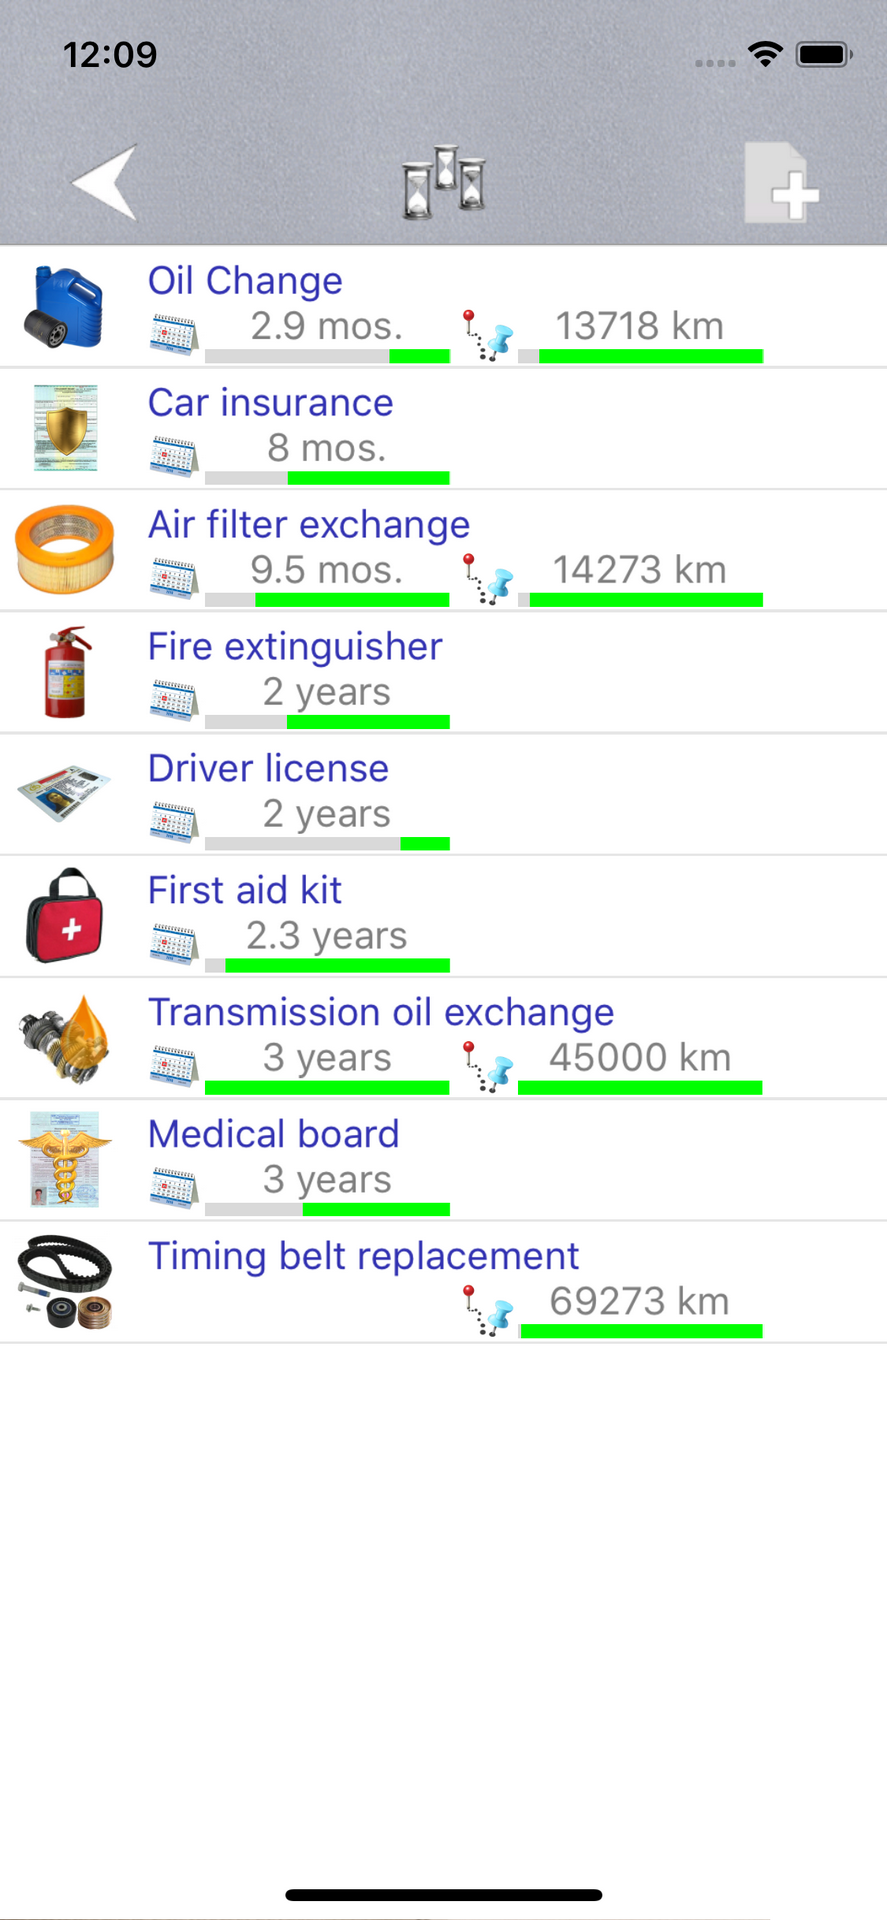 12:09
Oil Change
2.9 mos. 13718 km
Car insurance
8 mos.
Air filter exchange
9.5 mos. 14273 km
Fire extinguisher
2 years
Driver license
2 years
First aid kit
2.3 years
Transmission oil exchange
3 years 45000 km
Medical board
3 years
Timing belt replacement
69273 km